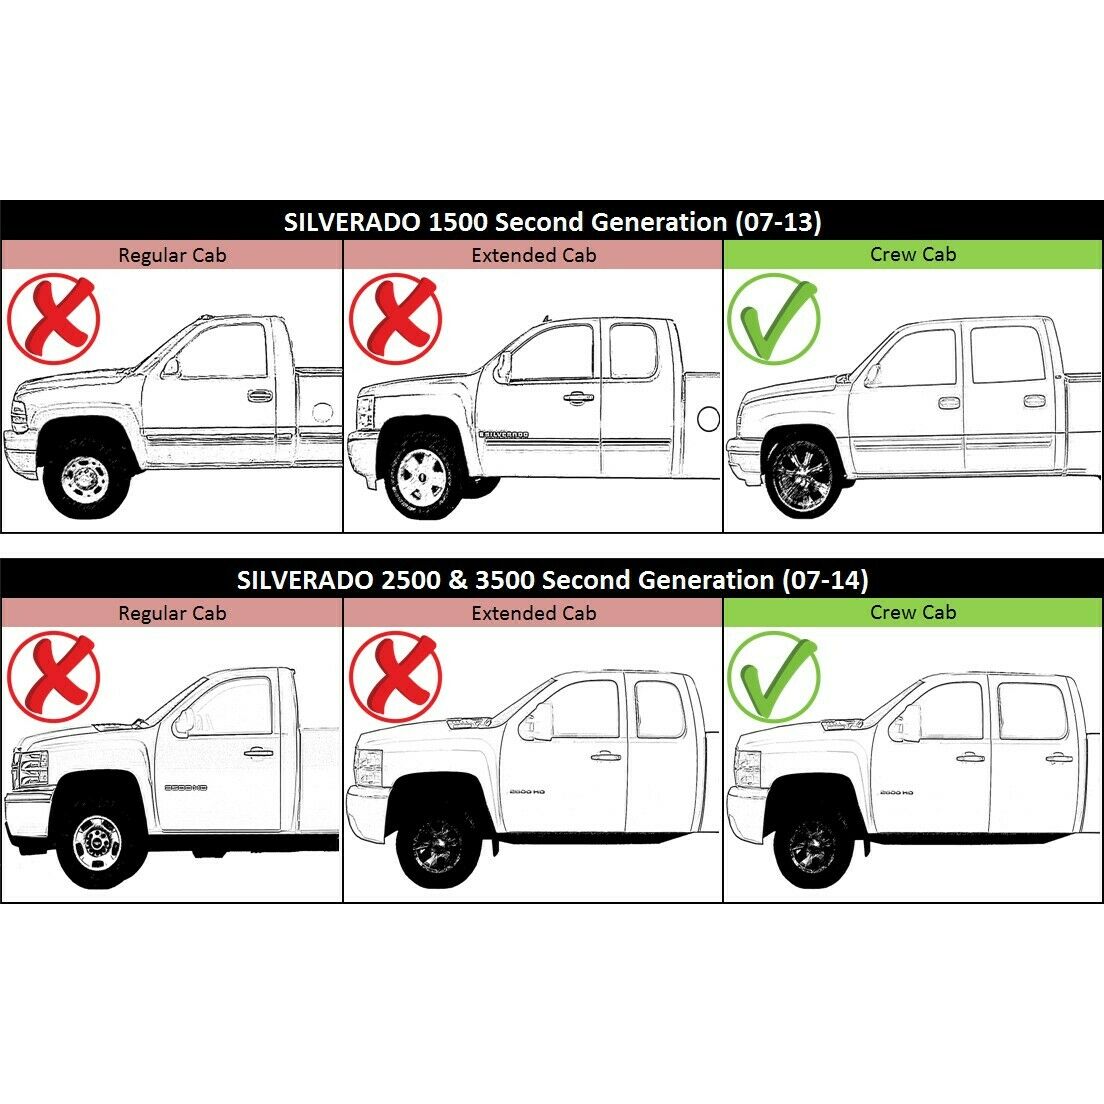 SILVERADO 1500 Second Generation (07-13)
Regular Cab
Extended Cab
Crew Cab
SILVERADO
SILVERADO 2500 & 3500 Second Generation (07-14)
Regular Cab
Extended Cab
Crew Cab
2500 HD
2500 HD
2500 HD